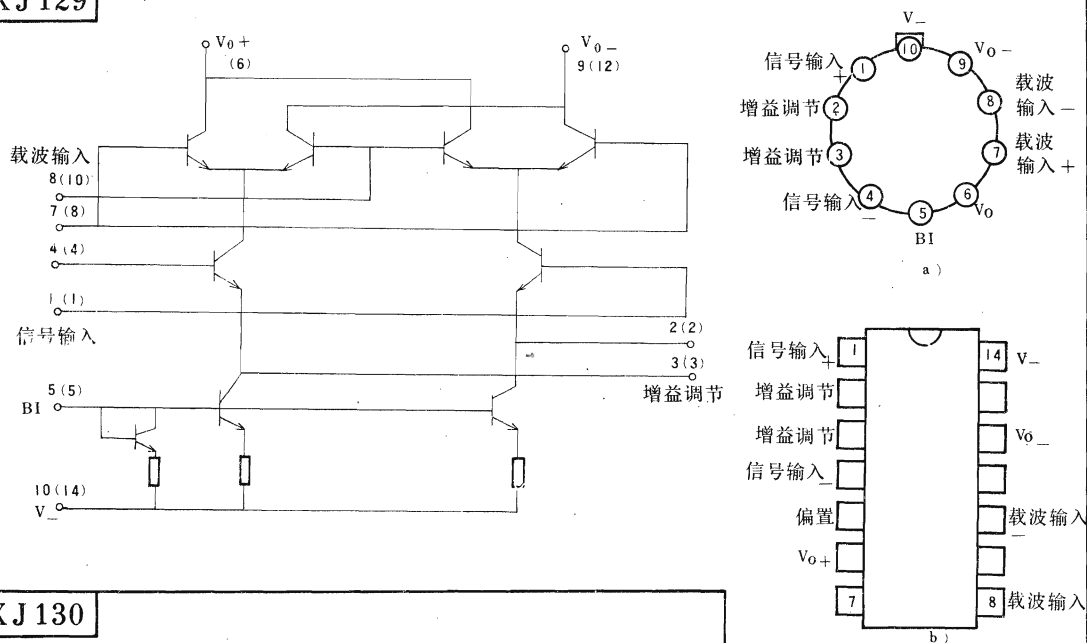 XJ129
V0+
(6)
V0－
9(12)
载波输入
8(10)
7(8)
4(4)
1(1)
信号输入
2(2)
3(3)
增益调节
5(5)
BI
10(14)
V－
V－
10
信号输入
+
1
9
V0－
增益调节
2
8
载波
输入－
增益调节
3
7
载波
输入+
信号输入
－
4
6
V0
5
BI
a)
信号输入
+
1
14
V－
增益调节
增益调节
V0－
信号输入
－
偏置
载波输入
－
V0+
7
8
载波输入
b)
XJ130